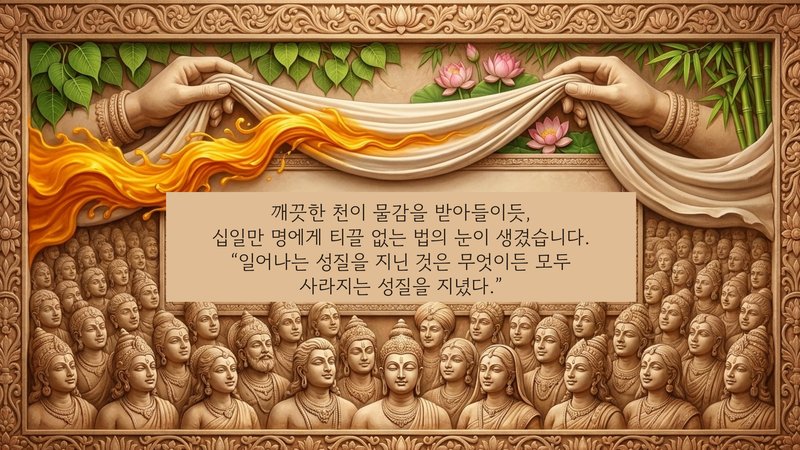 깨끗한 천이 물감을 받아들이듯,
십일만 명에게 티끌 없는 법의 눈이 생겼습니다.
“일어나는 성질을 지닌 것은 무엇이든 모두
사라지는 성질을 지녔다.”